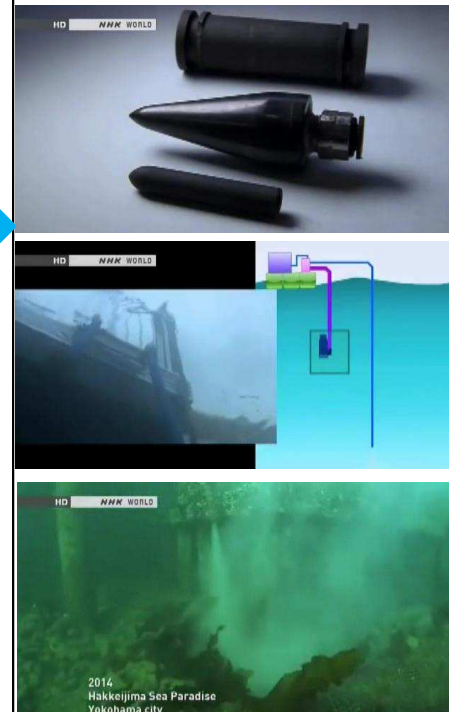 HD NHK WORLD
HD NHK WORLD
HD NHK WORLD
2014
Hakkeijima Sea Paradise
Yokohama city